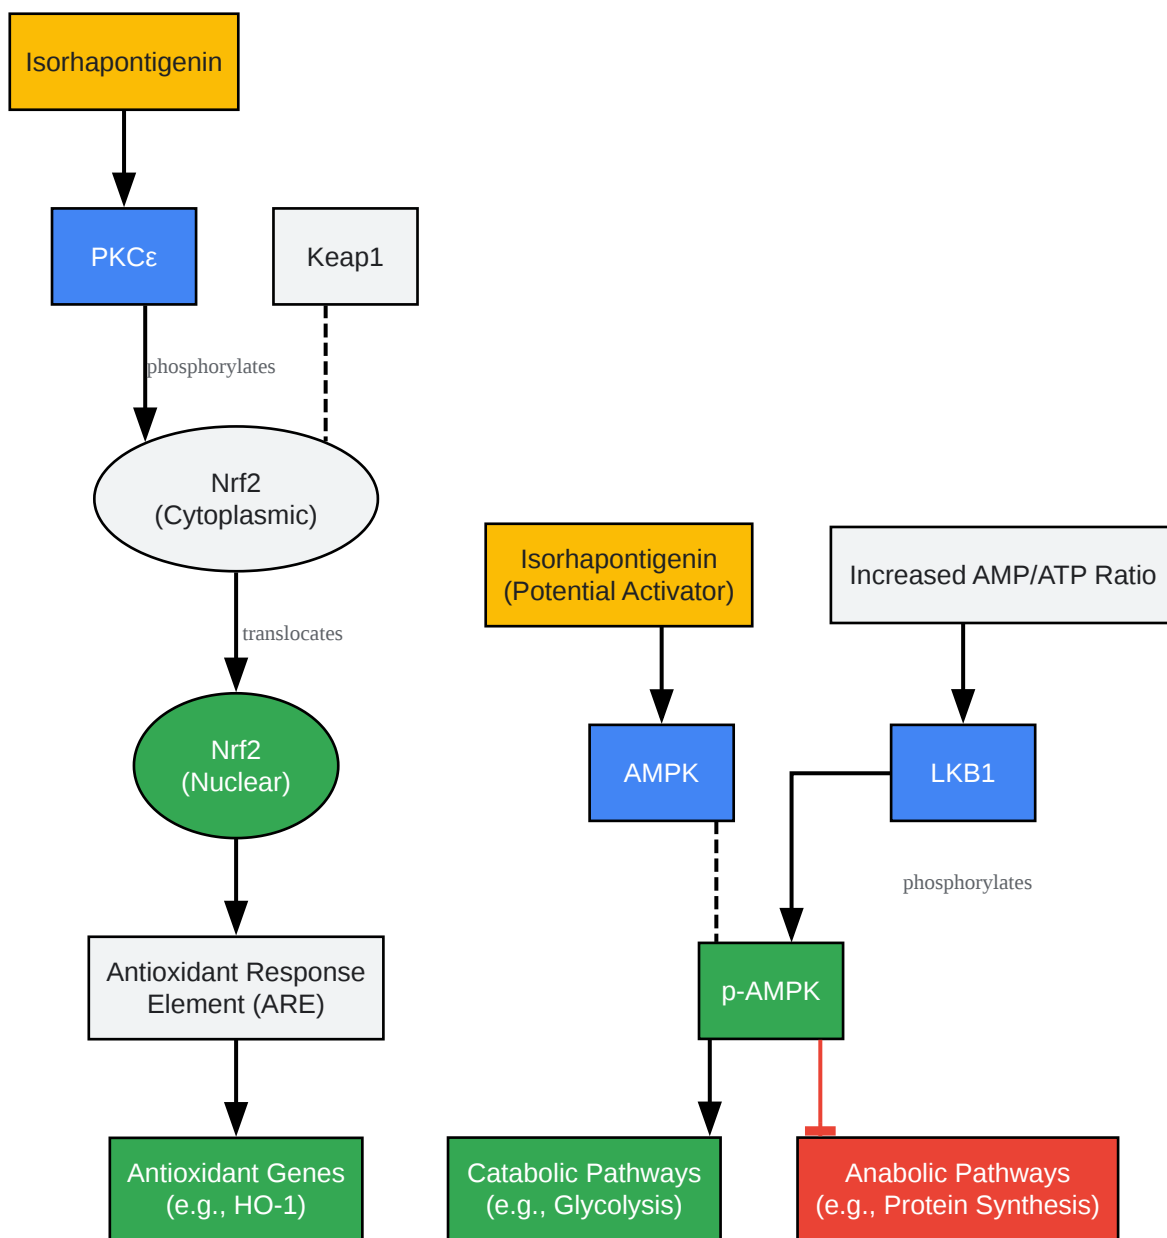 Isorhapontigenin
PKCε
Keap1
phosphorylates
Nrf2
(Cytoplasmic)
translocates
Nrf2
(Nuclear)
Antioxidant Response
Element (ARE)
Antioxidant Genes
(e.g., HO-1)
Isorhapontigenin
(Potential Activator)
Increased AMP/ATP Ratio
AMPK
LKB1
phosphorylates
p-AMPK
Catabolic Pathways
(e.g., Glycolysis)
Anabolic Pathways
(e.g., Protein Synthesis)